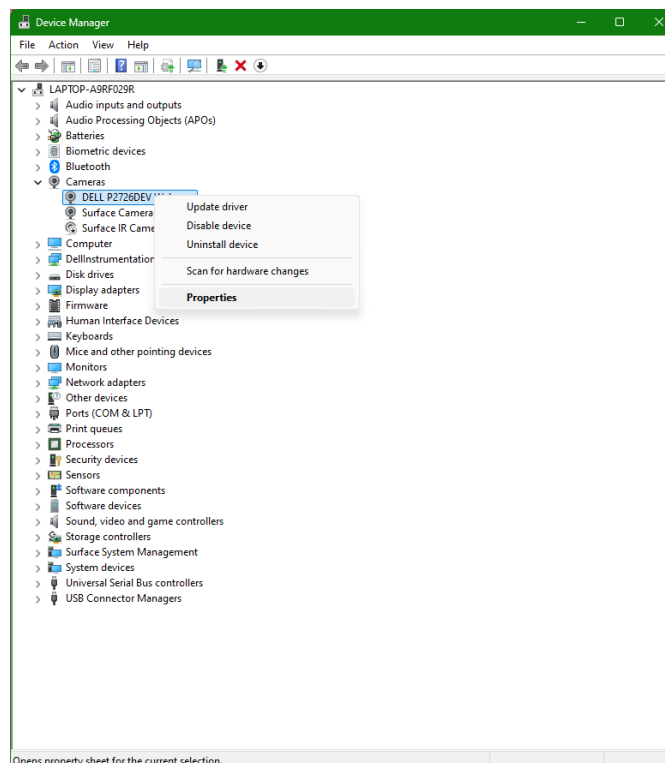 Device Manager
File Action View Help
LAPTOP-A9RF029R
Audio inputs and outputs
Audio Processing Objects (APOs)
Batteries
Biometric devices
Bluetooth
Cameras
DELL P2726DEV
Surface Camera
Surface IR Came
Update driver
Disable device
Uninstall device
Scan for hardware changes
Properties
Computer
DellInstrumentation
Disk drives
Display adapters
Firmware
Human Interface Devices
Keyboards
Mice and other pointing devices
Monitors
Network adapters
Other devices
Ports (COM & LPT)
Print queues
Processors
Security devices
Sensors
Software components
Software devices
Sound, video and game controllers
Storage controllers
Surface System Management
System devices
Universal Serial Bus controllers
USB Connector Managers
Opens property sheet for the current selection.